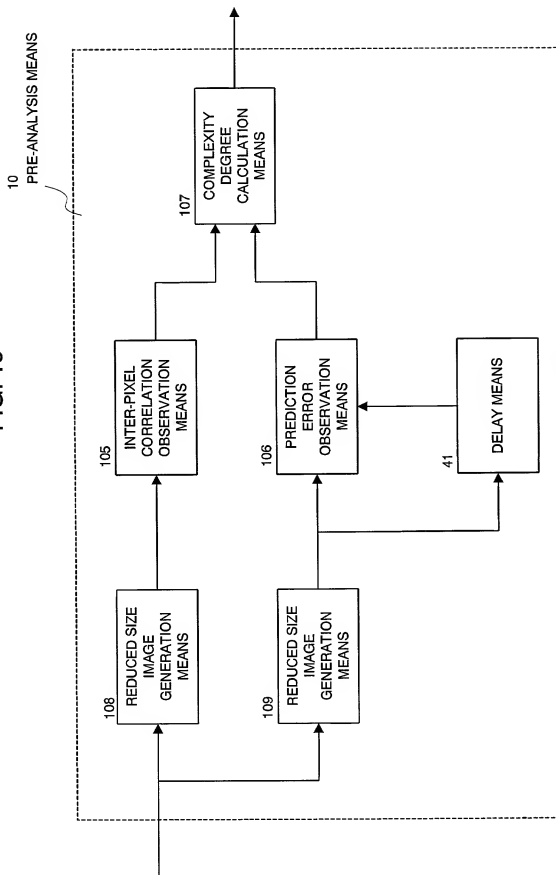 10
PRE-ANALYSIS MEANS
108
REDUCED SIZE
IMAGE
GENERATION
MEANS
105
INTER-PIXEL
CORRELATION
OBSERVATION
MEANS
107
COMPLEXITY
DEGREE
CALCULATION
MEANS
109
REDUCED SIZE
IMAGE
GENERATION
MEANS
106
PREDICTION
ERROR
OBSERVATION
MEANS
41
DELAY MEANS